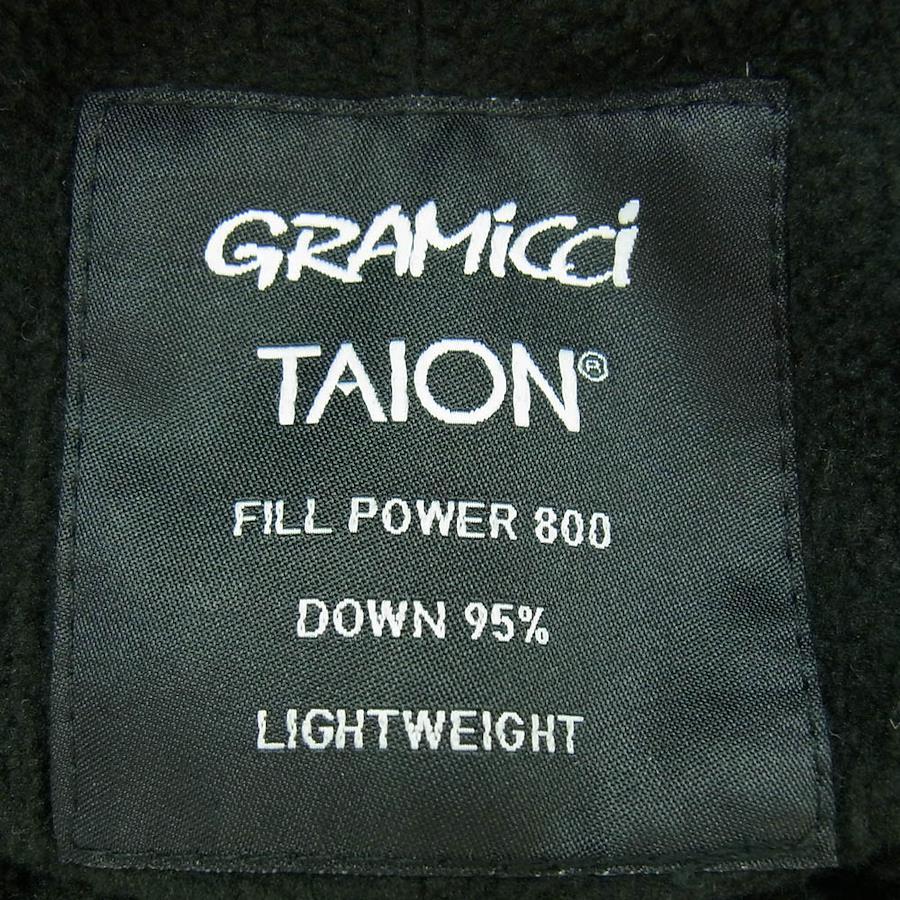 GRAMiCCi
TAION®
FILL POWER 800
DOWN 95%
LIGHTWEIGHT